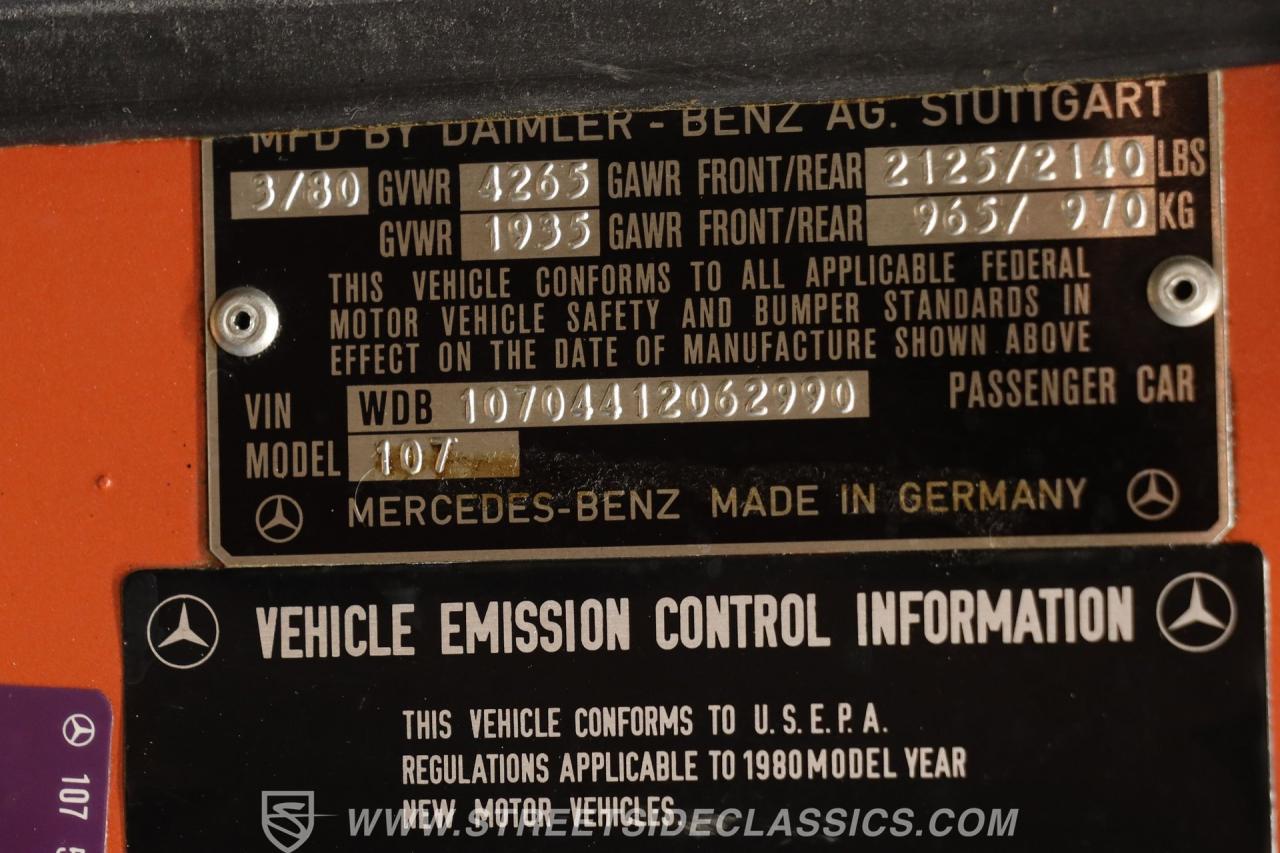 MFD BY DAIMLER - BENZ AG. STUTTGART
3/80 GVWR 4265 GAWR FRONT/REAR 2125/2140 LBS
GVWR 1935 GAWR FRONT/REAR 965/ 970 KG
THIS VEHICLE CONFORMS TO ALL APPLICABLE FEDERAL
MOTOR VEHICLE SAFETY AND BUMPER STANDARDS IN
EFFECT ON THE DATE OF MANUFACTURE SHOWN ABOVE
VIN WDB 10704412062990 PASSENGER CAR
MODEL 107
MERCEDES-BENZ MADE IN GERMANY
VEHICLE EMISSION CONTROL INFORMATION
THIS VEHICLE CONFORMS TO U.S.E.P.A.
REGULATIONS APPLICABLE TO 1980 MODEL YEAR
NEW MOTOR VEHICLES.
107
WWW.STREETSIDECLASSICS.COM